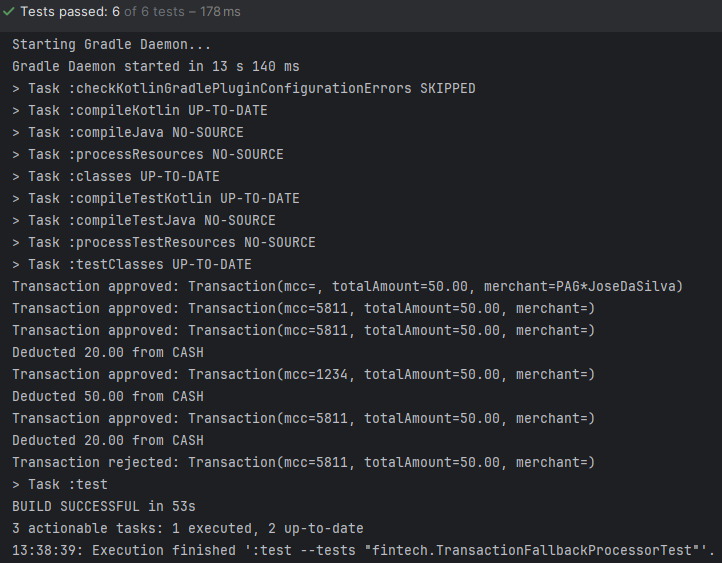 Tests passed: 6 of 6 tests – 178 ms
Starting Gradle Daemon...
Gradle Daemon started in 13 s 140 ms
> Task :checkKotlinGradlePluginConfigurationErrors SKIPPED
> Task :compileKotlin UP-TO-DATE
> Task :compileJava NO-SOURCE
> Task :processResources NO-SOURCE
> Task :classes UP-TO-DATE
> Task :compileTestKotlin UP-TO-DATE
> Task :compileTestJava NO-SOURCE
> Task :processTestResources NO-SOURCE
> Task :testClasses UP-TO-DATE
Transaction approved: Transaction(mcc=, totalAmount=50.00, merchant=PAG*JoseDaSilva)
Transaction approved: Transaction(mcc=5811, totalAmount=50.00, merchant=)
Transaction approved: Transaction(mcc=5811, totalAmount=50.00, merchant=)
Deducted 20.00 from CASH
Transaction approved: Transaction(mcc=1234, totalAmount=50.00, merchant=)
Deducted 50.00 from CASH
Transaction approved: Transaction(mcc=5811, totalAmount=50.00, merchant=)
Deducted 20.00 from CASH
Transaction rejected: Transaction(mcc=5811, totalAmount=50.00, merchant=)
> Task :test
BUILD SUCCESSFUL in 53s
3 actionable tasks: 1 executed, 2 up-to-date
13:38:39: Execution finished ':test --tests "fintech.TransactionFallbackProcessorTest"'.